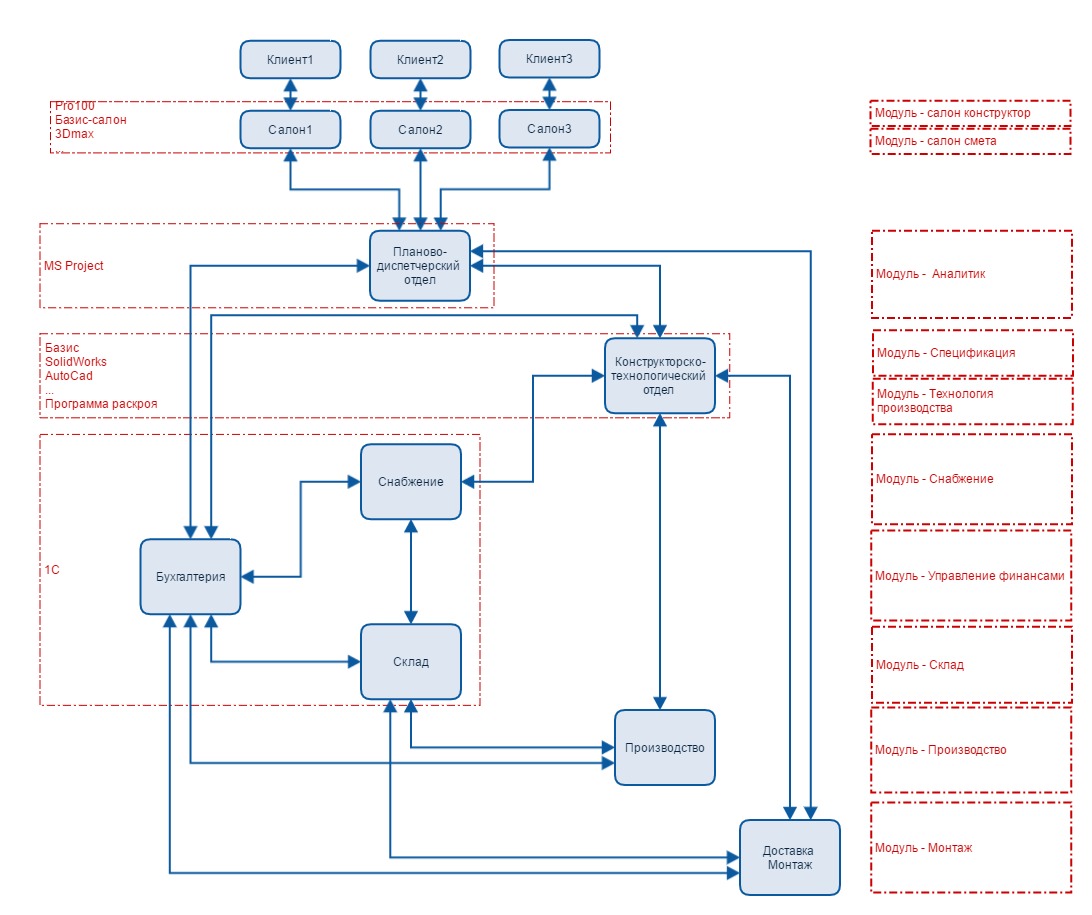 Клиент1
Клиент2
Клиент3
Pro100
Базис-салон
3Dmax
...
Салон1
Салон2
Салон3
Модуль - салон конструктор
Модуль - салон смета
MS Project
Планово-
диспетчерский
отдел
Модуль - Аналитик
Базис
SolidWorks
AutoCad
...
Программа раскроя
Конструкторско-
технологический
отдел
Модуль - Спецификация
Модуль - Технология
производства
Снабжение
Модуль - Снабжение
1С
Бухгалтерия
Модуль - Управление финансами
Склад
Модуль - Склад
Производство
Модуль - Производство
Доставка
Монтаж
Модуль - Монтаж